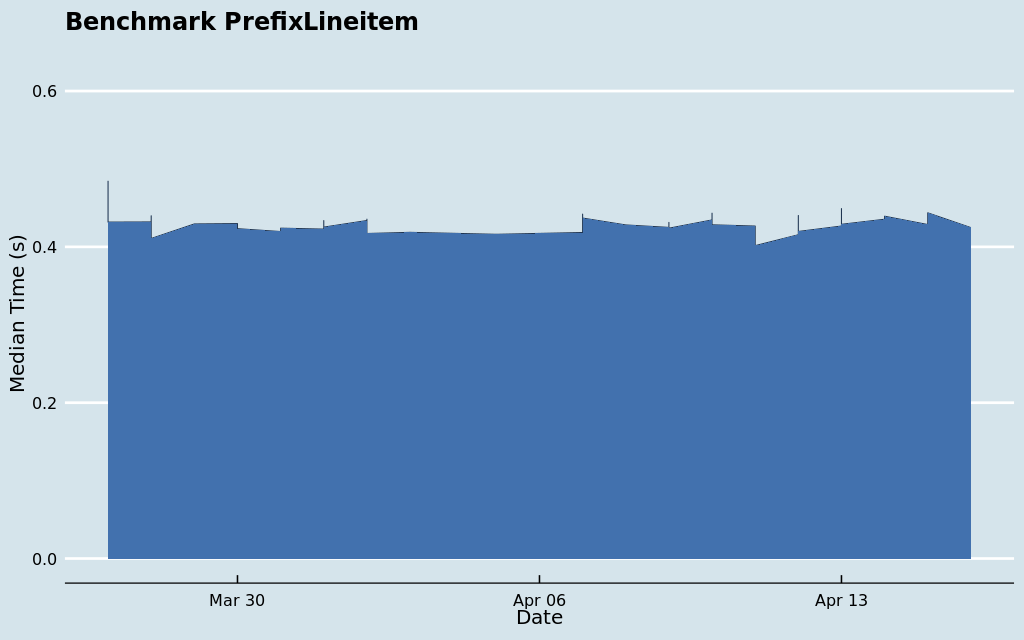 Benchmark PrefixLineitem
0.6
0.4
0.2
0.0
Median Time (s)
Mar 30
Apr 06
Apr 13
Date